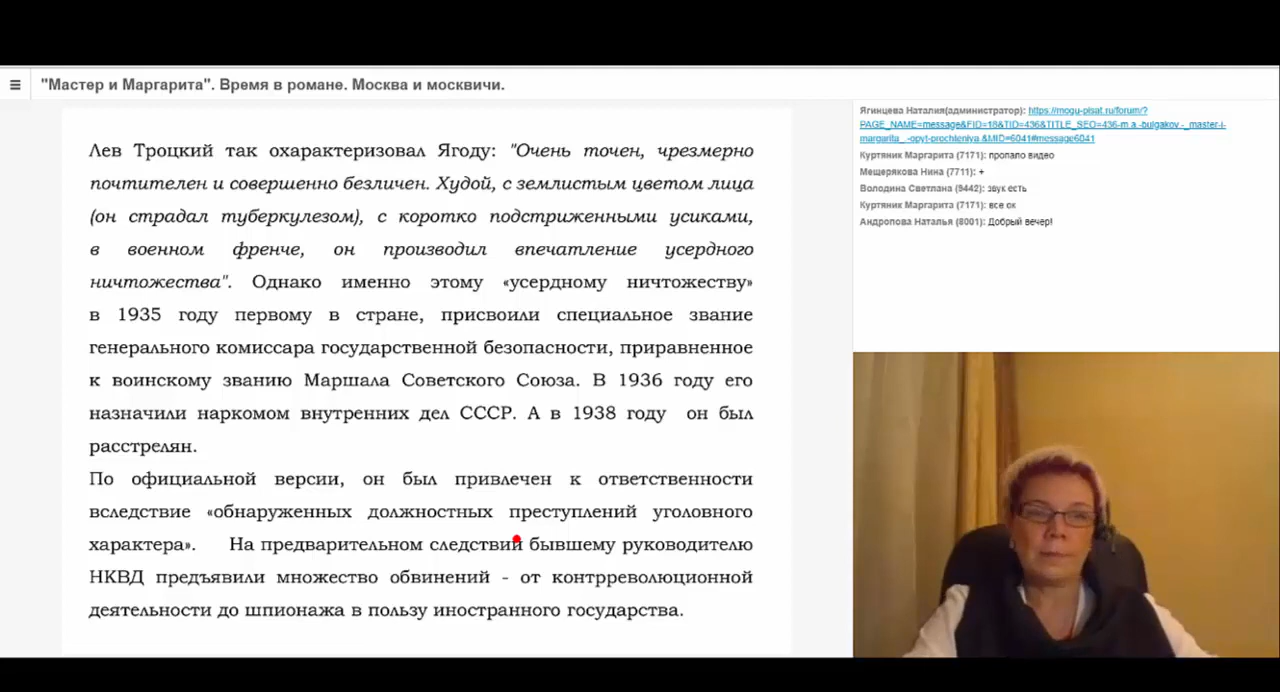 "Мастер и Маргарита". Время в романе. Москва и москвичи.
Лев Троцкий так охарактеризовал Ягоду: "Очень точен, чрезмерно
почтителен и совершенно безличен. Худой, с землистым цветом лица
(он страдал туберкулезом), с коротко подстриженными усиками,
в военном френче, он производил впечатление усердного
ничтожества". Однако именно этому «усердному ничтожеству»
в 1935 году первому в стране, присвоили специальное звание
генерального комиссара государственной безопасности, приравненное
к воинскому званию Маршала Советского Союза. В 1936 году его
назначили наркомом внутренних дел СССР. А в 1938 году он был
расстрелян.
По официальной версии, он был привлечен к ответственности
вследствие «обнаруженных должностных преступлений уголовного
характера». На предварительном следствии бывшему руководителю
НКВД предъявили множество обвинений - от контрреволюционной
деятельности до шпионажа в пользу иностранного государства.
Ягинцева Наталия(администратор): https://mogu-pisat.ru/forum/?
PAGE_NAME=message&FID=18&TID=436&TITLE_SEO=436-m.a.-bulgakov.-_master-i-
margarita_.-opyt-prochteniya.&MID=6041#message6041
Куртяник Маргарита (7171): пропало видео
Мещерякова Нина (7711): +
Володина Светлана (9442): звук есть
Куртяник Маргарита (7171): все ок
Андропова Наталья (8001): Добрый вечер!